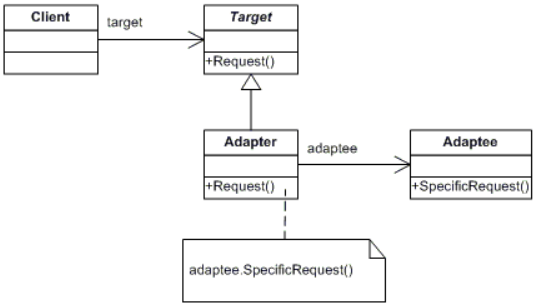 Client
target
Target
+Request()
Adapter
+Request()
adaptee
Adaptee
+SpecificRequest()
adaptee.SpecificRequest()